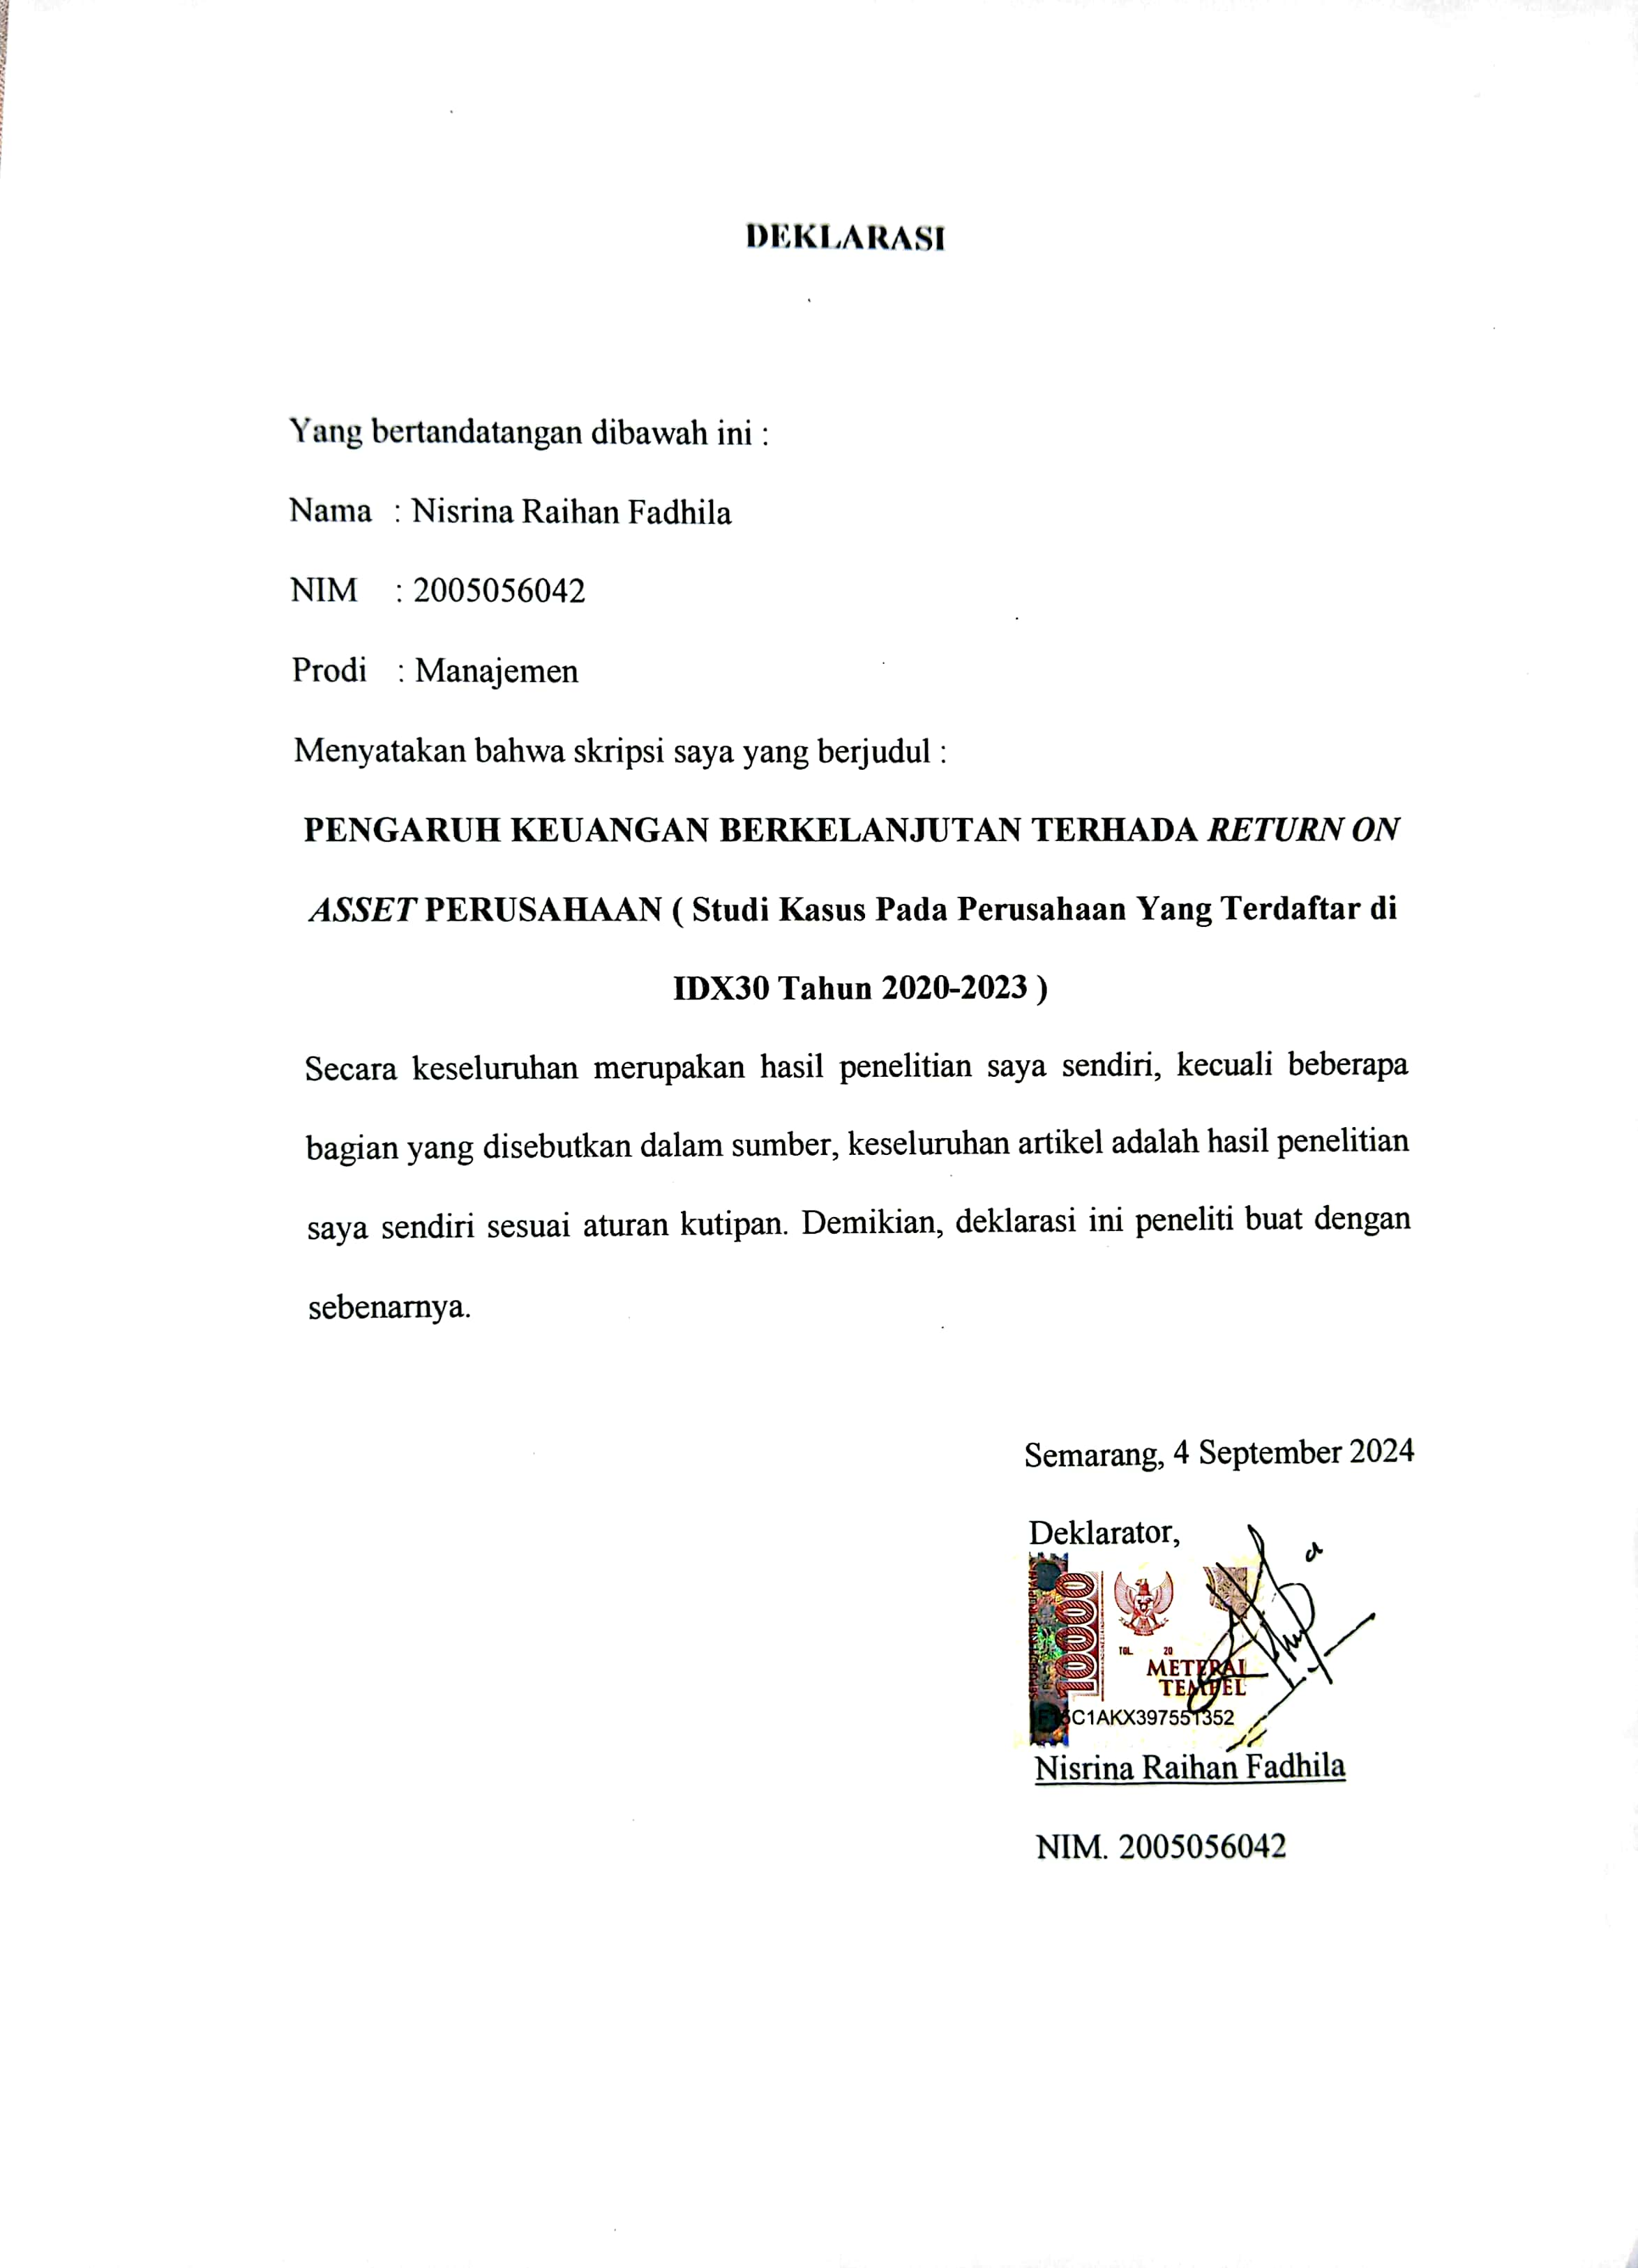 DEKLARASI
Yang bertandatangan dibawah ini :
Nama : Nisrina Raihan Fadhila
NIM : 2005056042
Prodi : Manajemen
Menyatakan bahwa skripsi saya yang berjudul :
PENGARUH KEUANGAN BERKELANJUTAN TERHADA RETURN ON
ASSET PERUSAHAAN ( Studi Kasus Pada Perusahaan Yang Terdaftar di
IDX30 Tahun 2020-2023 )
Secara keseluruhan merupakan hasil penelitian saya sendiri, kecuali beberapa
bagian yang disebutkan dalam sumber, keseluruhan artikel adalah hasil penelitian
saya sendiri sesuai aturan kutipan. Demikian, deklarasi ini peneliti buat dengan
sebenarnya.
Semarang, 4 September 2024
Deklarator,
10000
TGL. 20
METERAI
TEMPEL
C1AKX397551352
Nisrina Raihan Fadhila
NIM. 2005056042